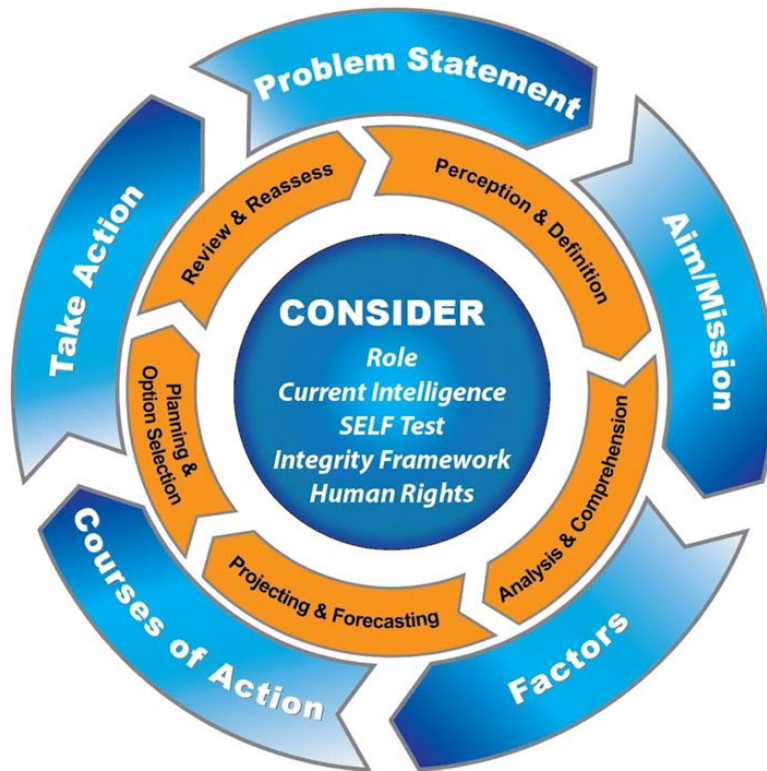 Problem Statement
Aim/Mission
Factors
Courses of Action
Take Action
Perception & Definition
Analysis & Comprehension
Projecting & Forecasting
Planning &
Option Selection
Review & Reassess
CONSIDER
Role
Current Intelligence
SELF Test
Integrity Framework
Human Rights